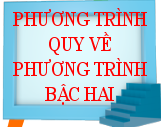 PHƯƠNG TRÌNH
QUY VỀ
PHƯƠNG TRÌNH
BẬC HAI